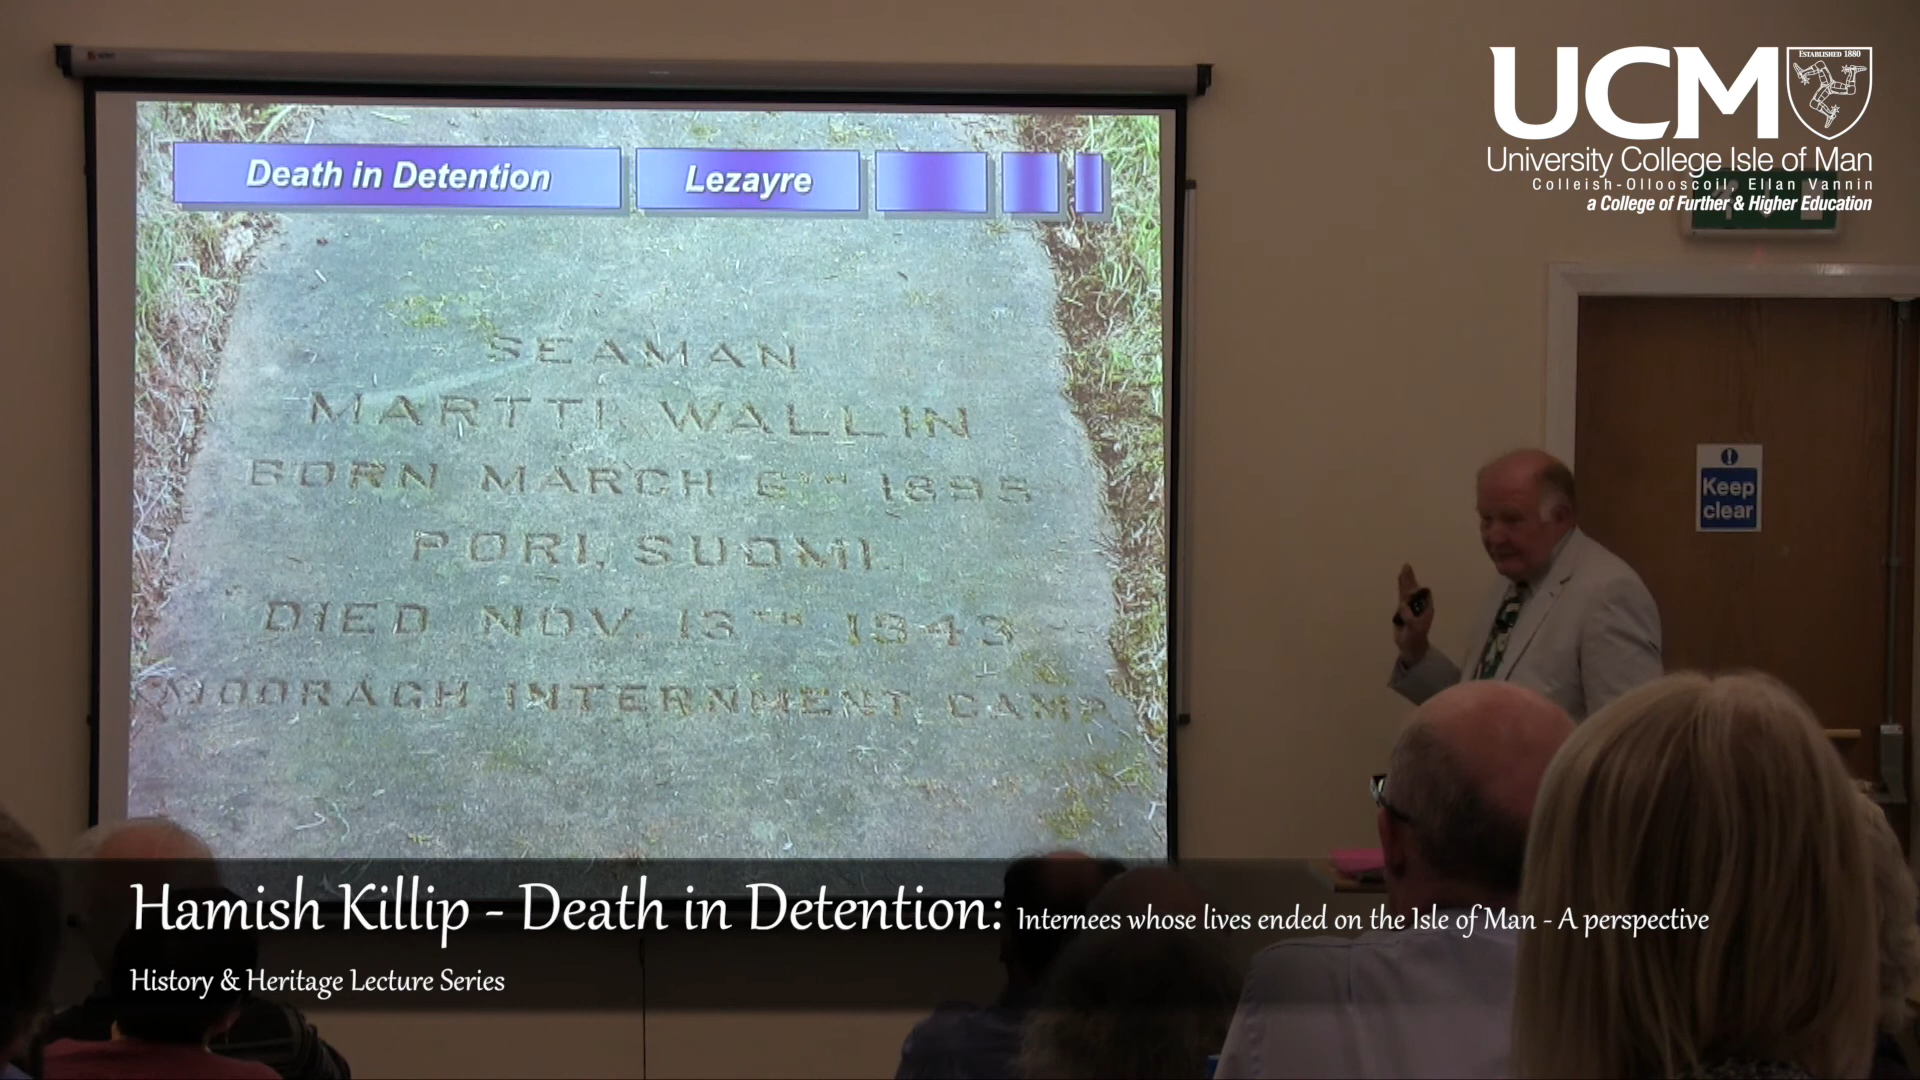 UCM
ESTABLISHED 1880
University College Isle of Man
Colleish-Ollooscoil, Ellan Vannin
a College of Further & Higher Education
Death in Detention Lezayre
SEAMAN
MARTTI WALLIN
BORN MARCH 6TH 1895
PORI, SUOMI.
DIED NOV. 13TH 1943
MOORAGH INTERNMENT CAMP
Keep
clear
Hamish Killip - Death in Detention: Internees whose lives ended on the Isle of Man - A perspective
History & Heritage Lecture Series